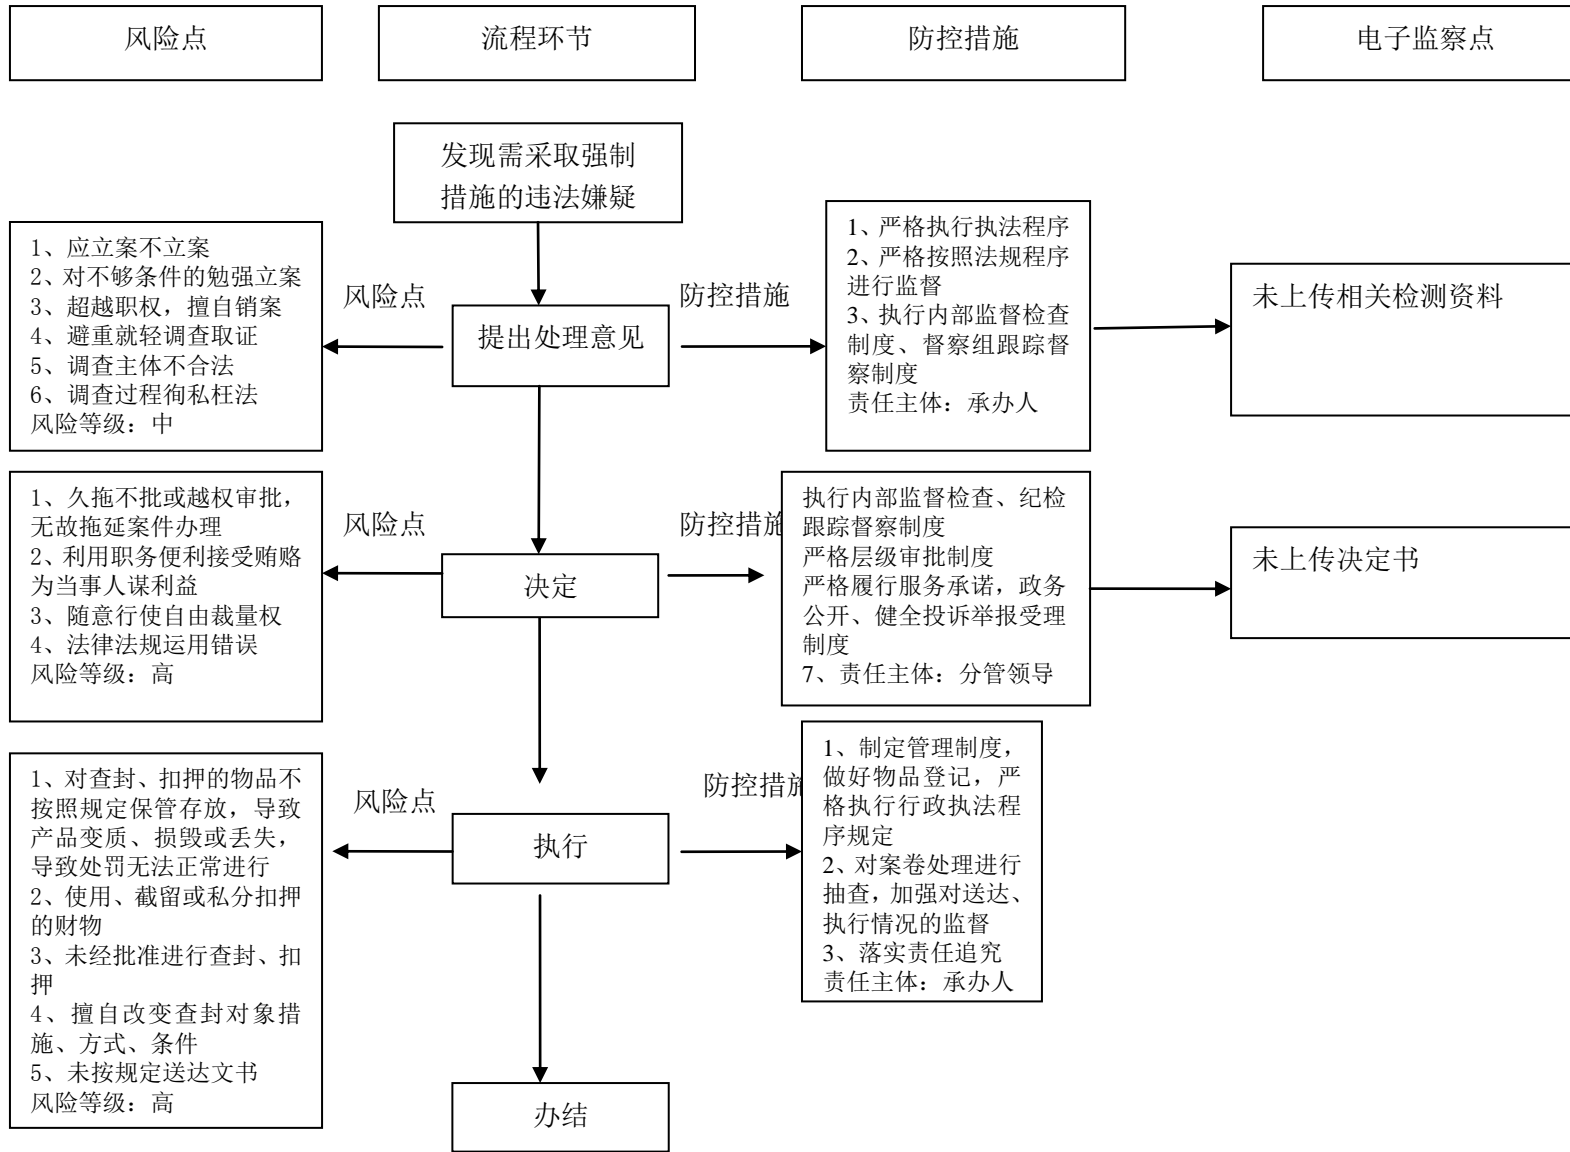 风险点
流程环节
防控措施
电子监察点
发现需采取强制
措施的违法嫌疑
1、应立案不立案
2、对不够条件的勉强立案
3、超越职权，擅自销案
4、避重就轻调查取证
5、调查主体不合法
6、调查过程徇私枉法
风险等级：中
风险点
提出处理意见
防控措施
1、严格执行执法程序
2、严格按照法规程序
进行监督
3、执行内部监督检查
制度、督察组跟踪督
察制度
责任主体：承办人
未上传相关检测资料
1、久拖不批或越权审批，
无故拖延案件办理
2、利用职务便利接受贿赂
为当事人谋利益
3、随意行使自由裁量权
4、法律法规运用错误
风险等级：高
风险点
决定
防控措施
执行内部监督检查、纪检
跟踪督察制度
严格层级审批制度
严格履行服务承诺，政务
公开、健全投诉举报受理
制度
7、责任主体：分管领导
未上传决定书
1、对查封、扣押的物品不
按照规定保管存放，导致
产品变质、损毁或丢失，
导致处罚无法正常进行
2、使用、截留或私分扣押
的财物
3、未经批准进行查封、扣
押
4、擅自改变查封对象措
施、方式、条件
5、未按规定送达文书
风险等级：高
风险点
执行
防控措施
1、制定管理制度，
做好物品登记，严
格执行行政执法程
序规定
2、对案卷处理进行
抽查，加强对送达、
执行情况的监督
3、落实责任追究
责任主体：承办人
办结